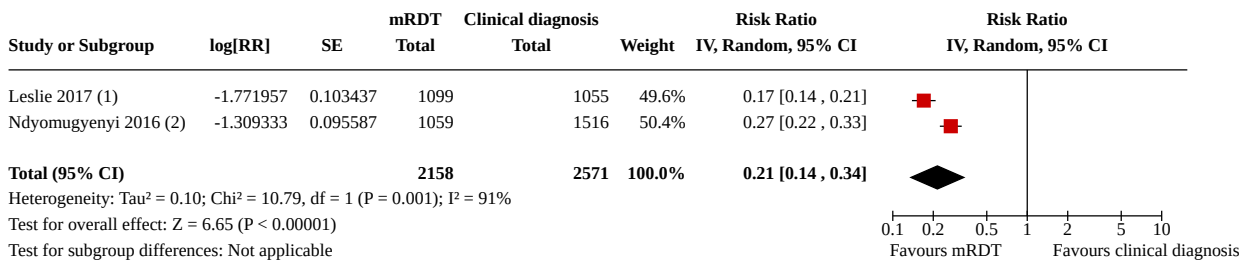 mRDT Clinical diagnosis Risk Ratio Risk Ratio
Study or Subgroup log[RR] SE Total Total Weight IV, Random, 95% CI IV, Random, 95% CI
Leslie 2017 (1) -1.771957 0.103437 1099 1055 49.6% 0.17 [0.14 , 0.21]
Ndyomugyenyi 2016 (2) -1.309333 0.095587 1059 1516 50.4% 0.27 [0.22 , 0.33]
Total (95% CI) 2158 2571 100.0% 0.21 [0.14 , 0.34]
Heterogeneity: Tau² = 0.10; Chi² = 10.79, df = 1 (P = 0.001); I² = 91%
Test for overall effect: Z = 6.65 (P < 0.00001)
0.1 0.2 0.5 1 2 5 10
Test for subgroup differences: Not applicable
Favours mRDT Favours clinical diagnosis